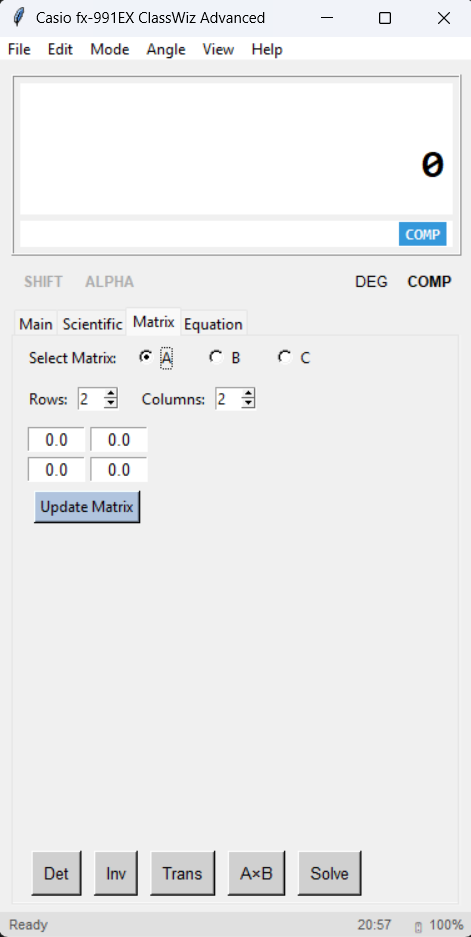 Casio fx-991EX ClassWiz Advanced
File Edit Mode Angle View Help
0
COMP
SHIFT ALPHA DEG COMP
Main Scientific Matrix Equation
Select Matrix: A B C
Rows: 2 Columns: 2
0.0 0.0
0.0 0.0
Update Matrix
Det Inv Trans A×B Solve
Ready 20:57 100%